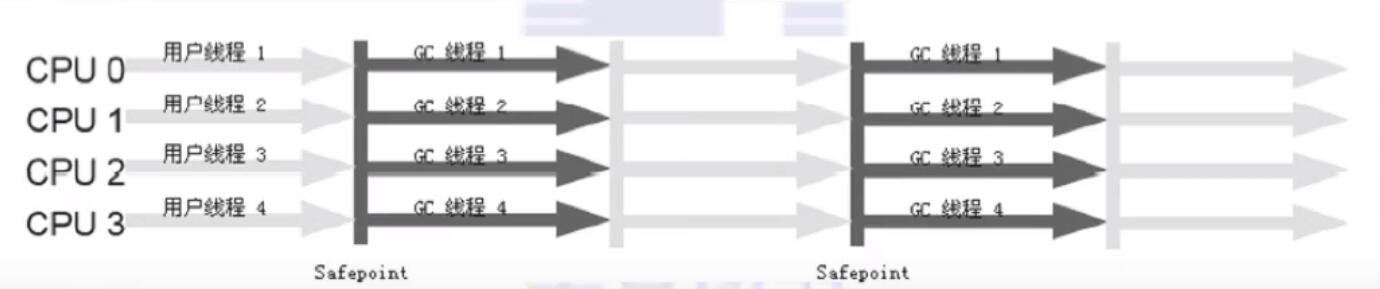 CPU 0 用户线程 1 GC 线程 1 GC 线程 1
CPU 1 用户线程 2 GC 线程 2 GC 线程 2
CPU 2 用户线程 3 GC 线程 3 GC 线程 3
CPU 3 用户线程 4 GC 线程 4 GC 线程 4
Safepoint Safepoint